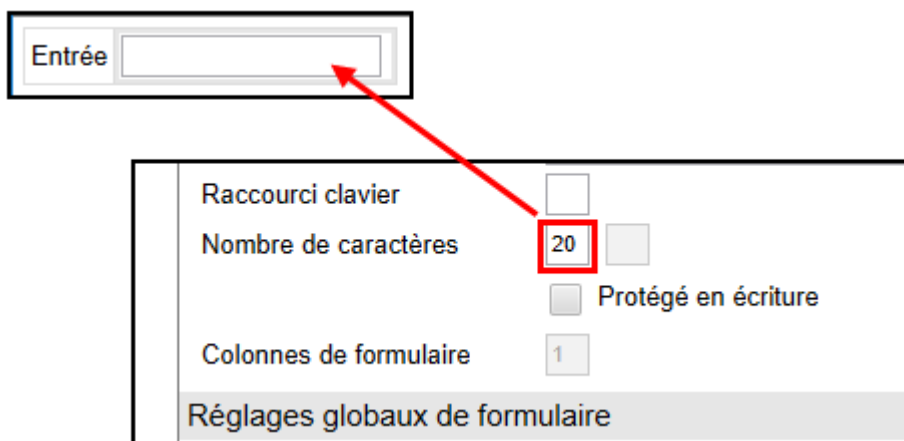 Entrée
Raccourci clavier
Nombre de caractères 20
Protégé en écriture
Colonnes de formulaire 1
Réglages globaux de formulaire